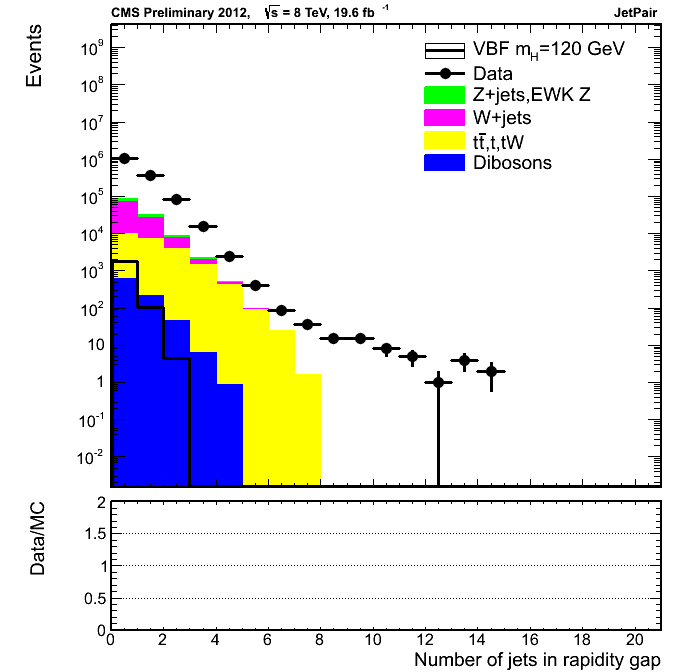 CMS Preliminary 2012, √s = 8 TeV, 19.6 fb⁻¹ JetPair
Events
VBF m_H=120 GeV
Data
Z+jets,EWK Z
W+jets
tt̄,t,tW
Dibosons
10⁹
10⁸
10⁷
10⁶
10⁵
10⁴
10³
10²
10
1
10⁻¹
10⁻²
Data/MC
2
1.5
1
0.5
0
0 2 4 6 8 10 12 14 16 18 20
Number of jets in rapidity gap